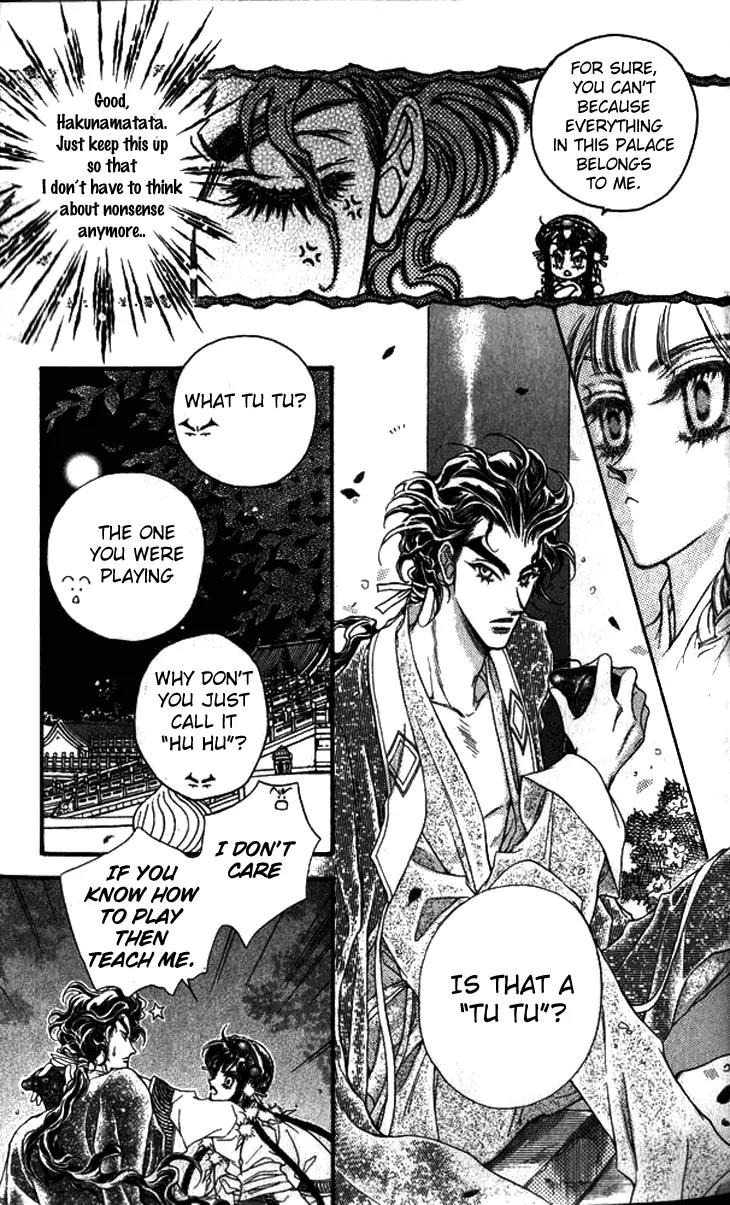 FOR SURE,
YOU CAN'T
BECAUSE
EVERYTHING
IN THIS PALACE
BELONGS
TO ME.
Good,
Hakunamatata.
Just keep this up
so that
I don't have to think
about nonsense
anymore..
IS THAT A
"TU TU"?
WHAT TU TU?
THE ONE
YOU WERE
PLAYING
WHY DON'T
YOU JUST
CALL IT
"HU HU"?
I DON'T
CARE
IF YOU
KNOW HOW
TO PLAY
THEN
TEACH ME.